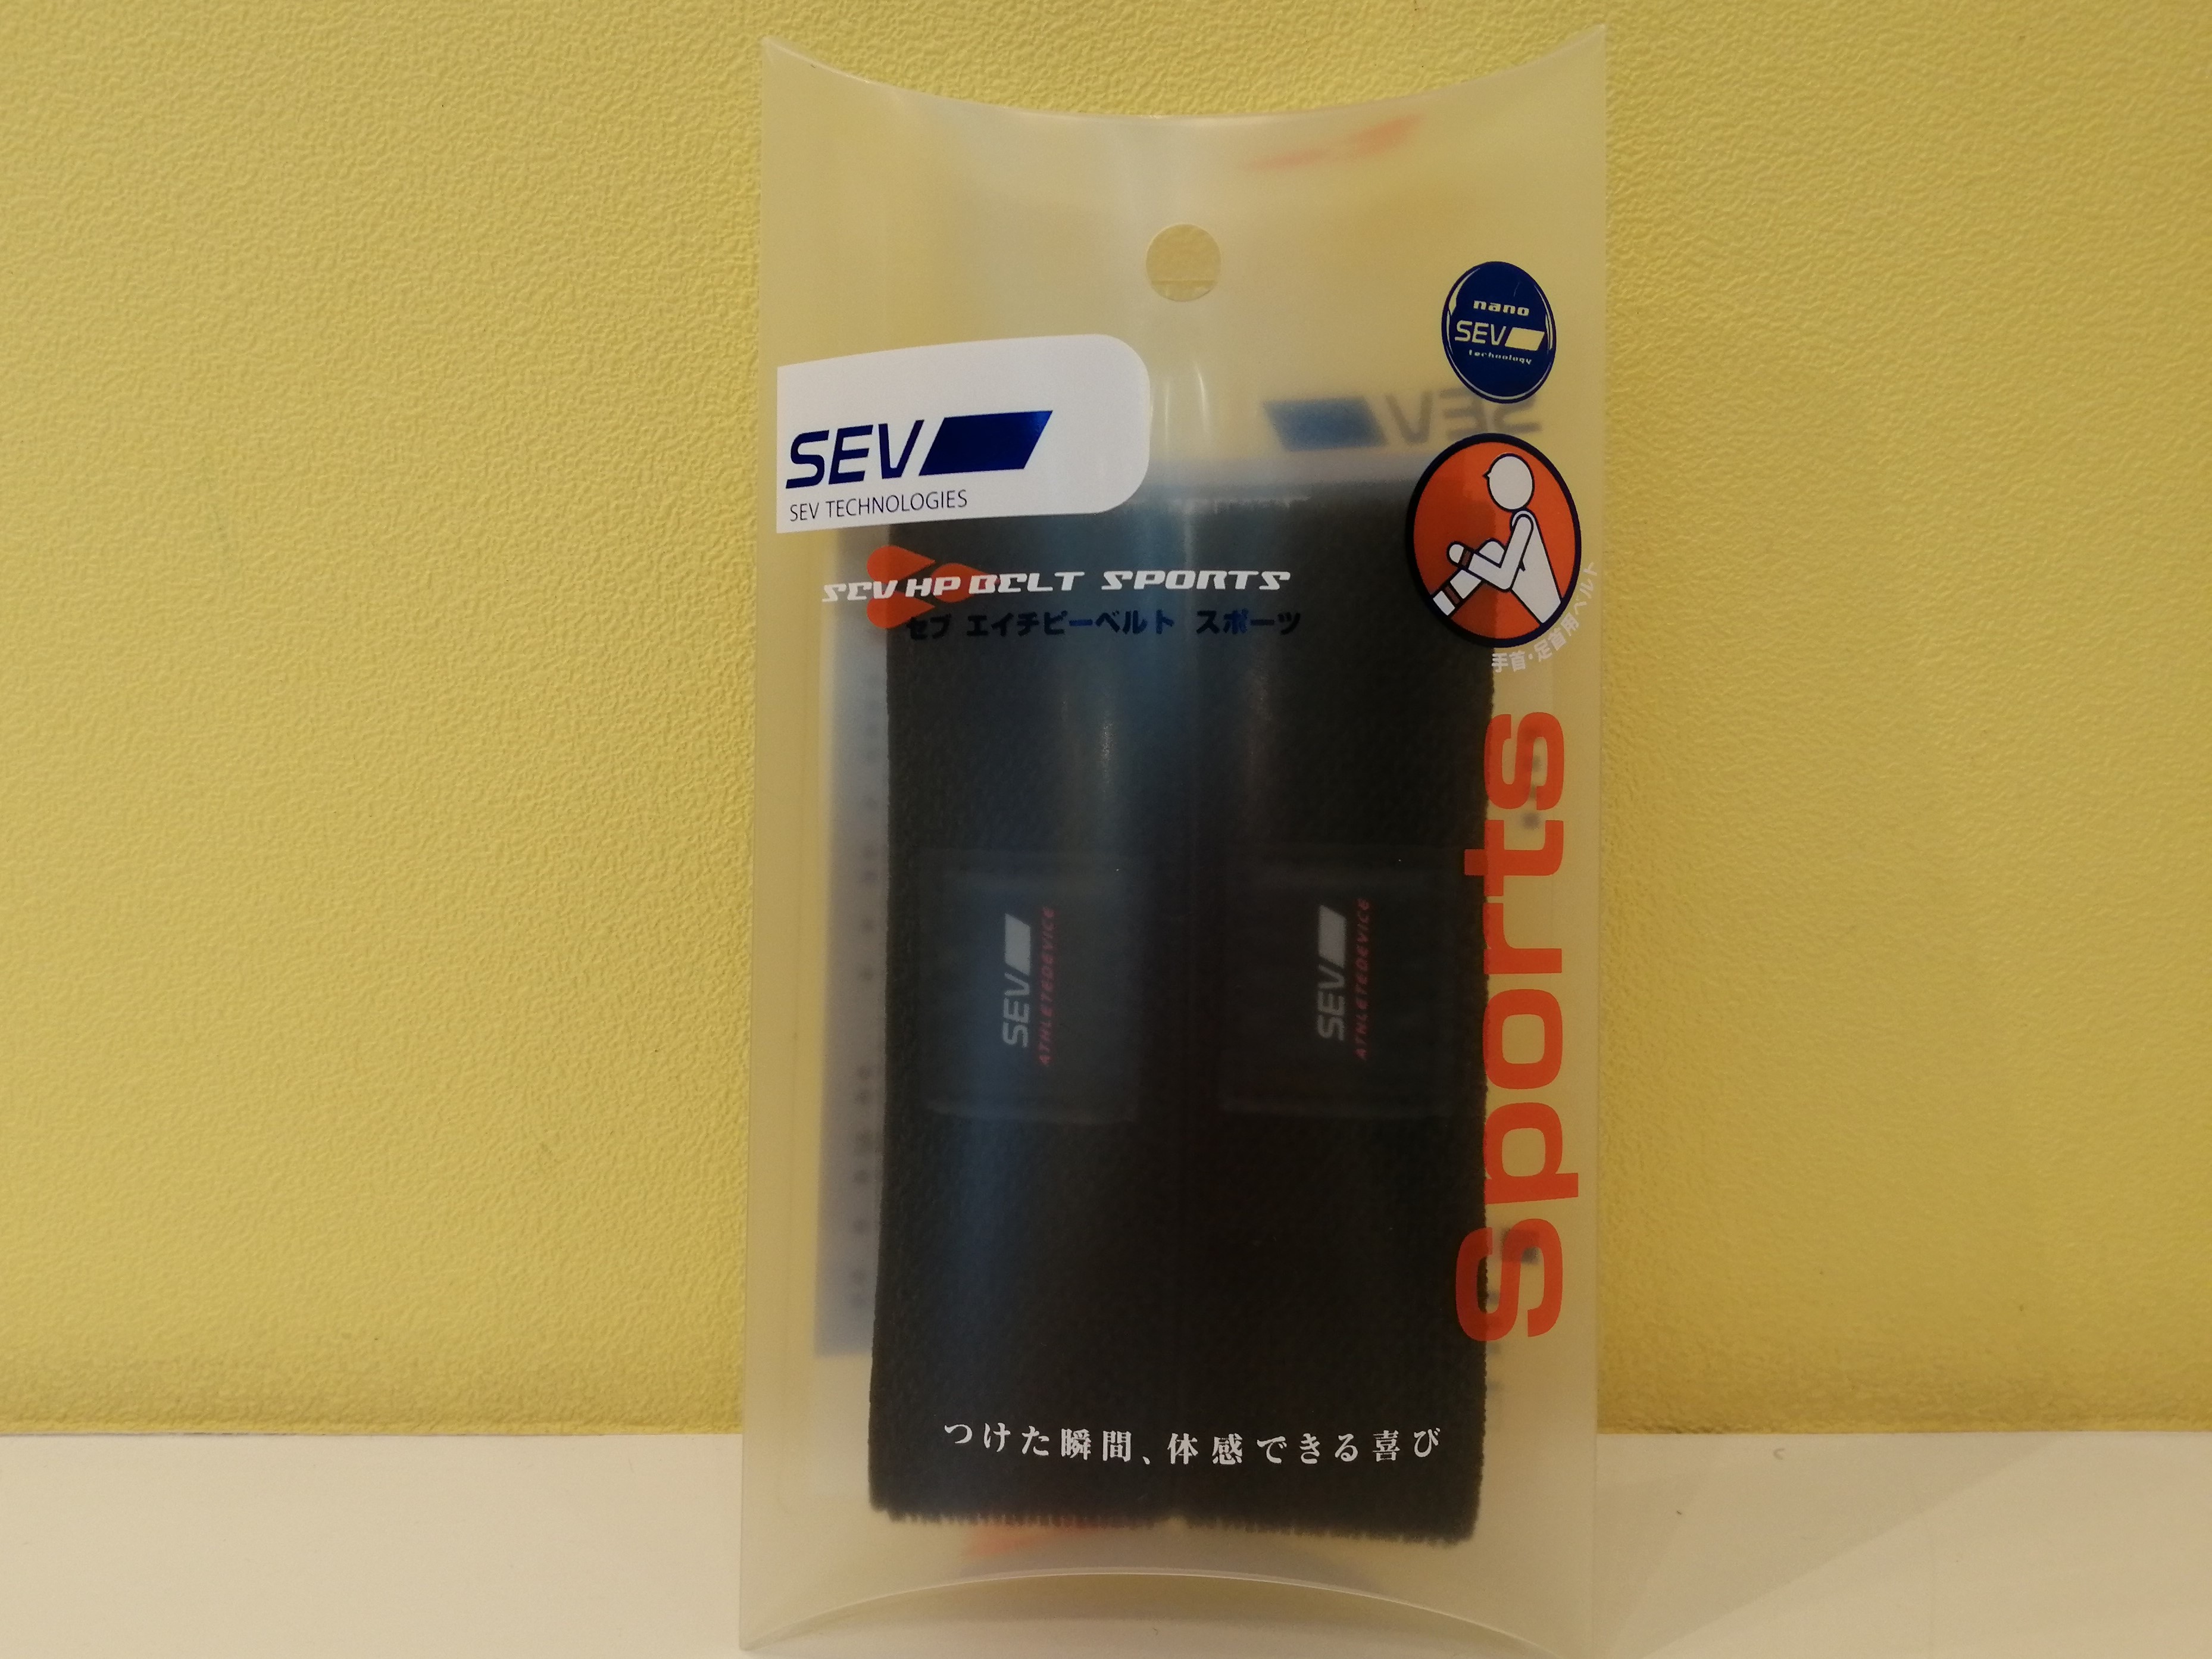 nano
SEV
technology
SEV
SEV TECHNOLOGIES
SEV
SEV HP BELT SPORTS
セブ エイチピーベルト スポーツ
手首・足首用ベルト
Sports
SEV
ATHLETEDEVICE
SEV
ATHLETEDEVICE
つけた瞬間、体感できる喜び